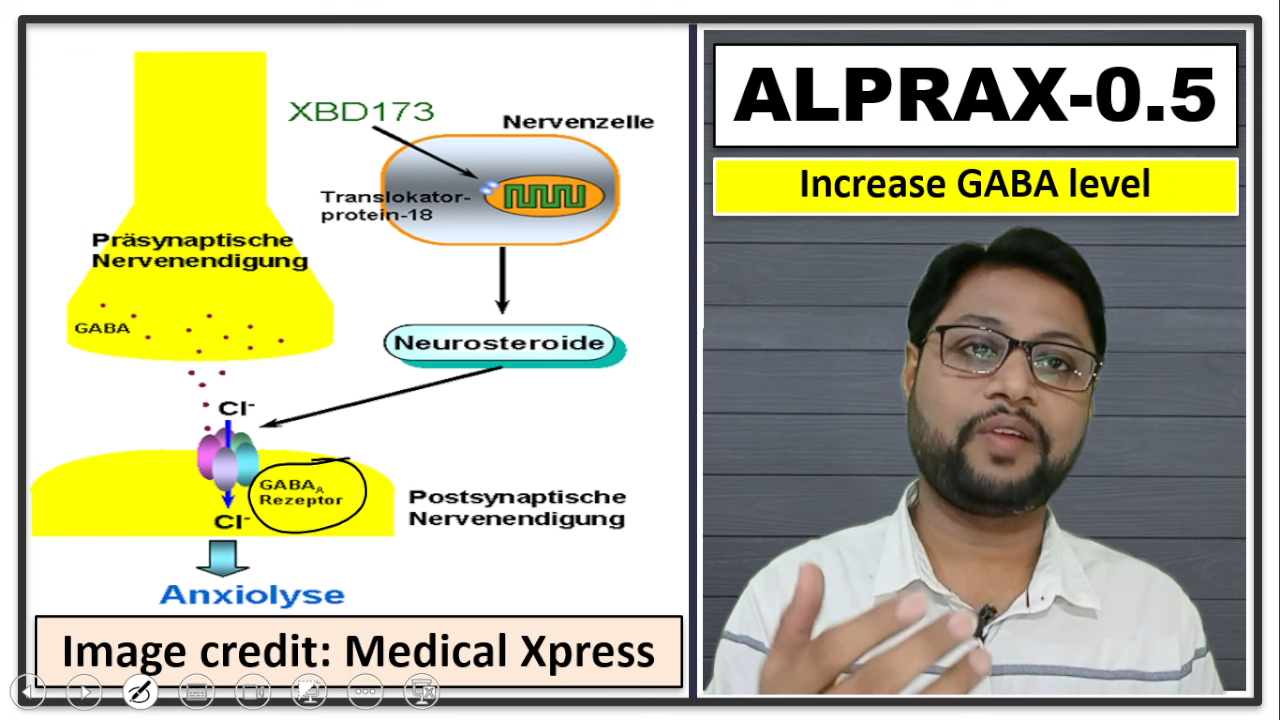 XBD173
Nervenzelle
Translokator-
protein-18
Präsynaptische
Nervenendigung
GABA
Neurosteroide
Cl-
GABAA
Rezeptor
Cl-
Postsynaptische
Nervenendigung
Anxiolyse
Image credit: Medical Xpress
ALPRAX-0.5
Increase GABA level